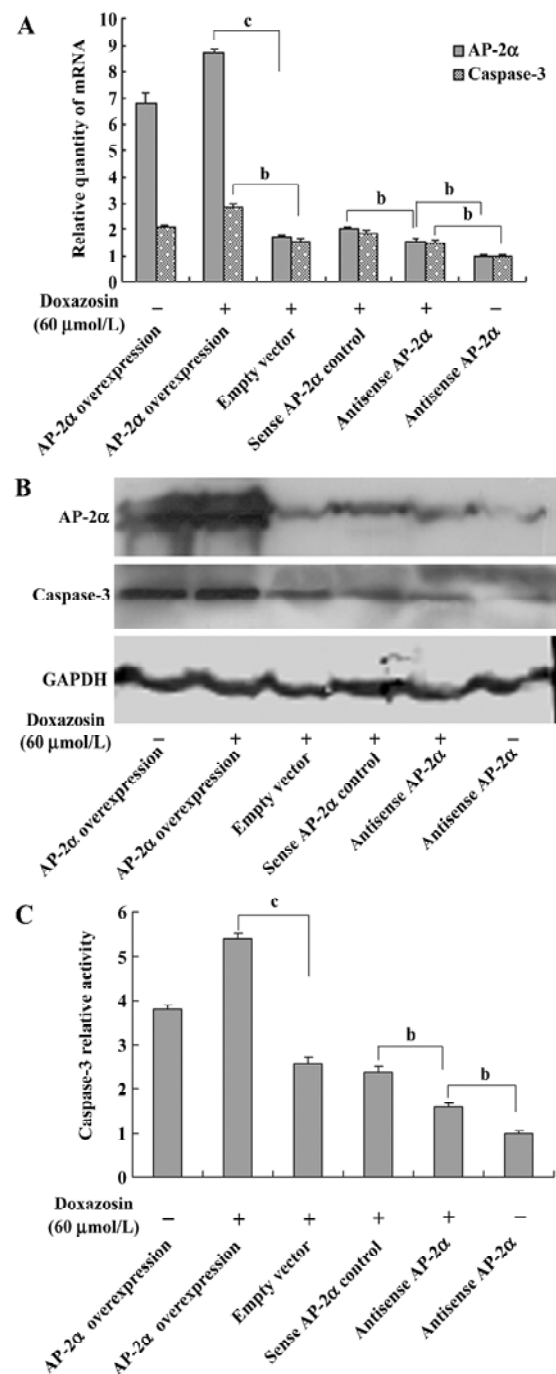 A
Relative quantity of mRNA
10
9
8
7
6
5
4
3
2
1
0
c
b
b
b
b
AP-2α
Caspase-3
Doxazosin
(60 μmol/L)
– + + + + –
AP-2α overexpression
AP-2α overexpression
Empty vector
Sense AP-2α control
Antisense AP-2α
Antisense AP-2α
B
AP-2α
Caspase-3
GAPDH
Doxazosin
(60 μmol/L)
– + + + + –
AP-2α overexpression
AP-2α overexpression
Empty vector
Sense AP-2α control
Antisense AP-2α
Antisense AP-2α
C
Caspase-3 relative activity
6
5
4
3
2
1
0
c
b
b
Doxazosin
(60 μmol/L)
– + + + + –
AP-2α overexpression
AP-2α overexpression
Empty vector
Sense AP-2α control
Antisense AP-2α
Antisense AP-2α